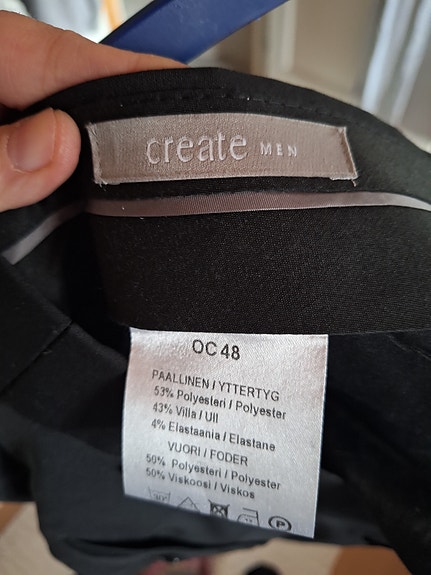 create MEN
OC 48
PAALLINEN / YTTERTYG
53% Polyesteri / Polyester
43% Villa / Ull
4% Elastaania / Elastane
VUORI / FODER
50% Polyesteri / Polyester
50% Viskoosi / Viskos